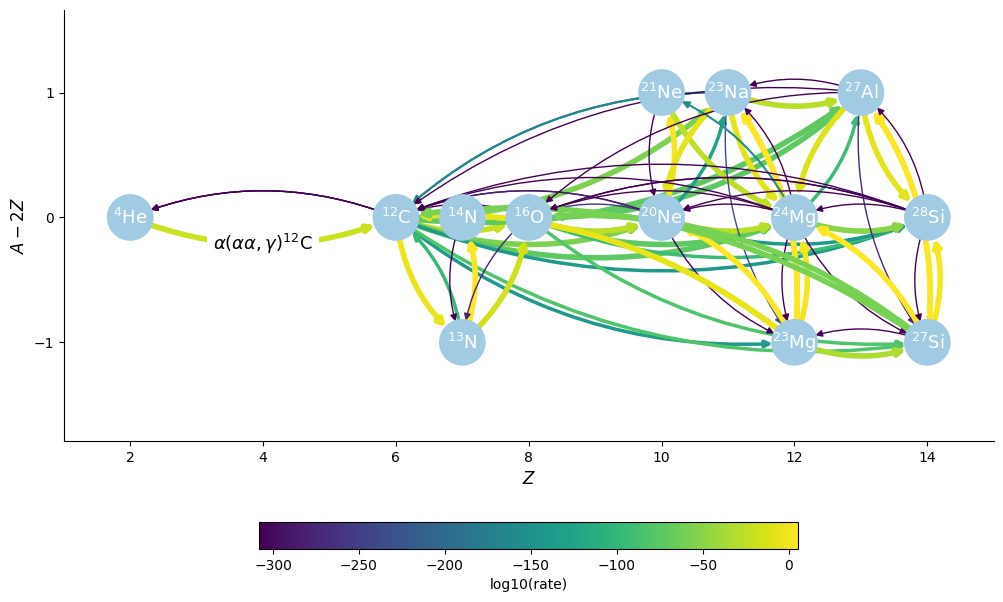 ²¹Ne ²³Na ²⁷Al
1
⁴He ¹²C ¹⁴N ¹⁶O ²⁰Ne ²⁴Mg ²⁸Si
0
α(αα, γ)¹²C
A − 2Z
¹³N ²³Mg ²⁷Si
−1
2 4 6 8 10 12 14
Z
−300 −250 −200 −150 −100 −50 0
log10(rate)